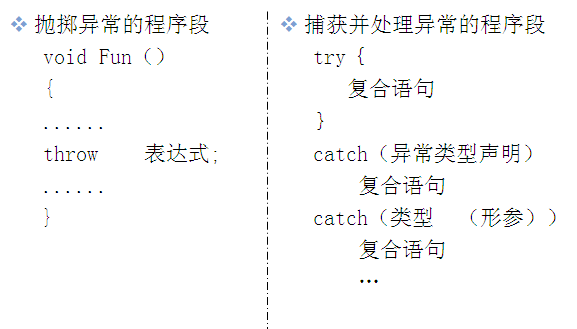 ❖ 抛掷异常的程序段
void Fun（）
{
......
throw 表达式;
......
}
❖ 捕获并处理异常的程序段
try {
复合语句
}
catch（异常类型声明）
复合语句
catch（类型 （形参））
复合语句
…